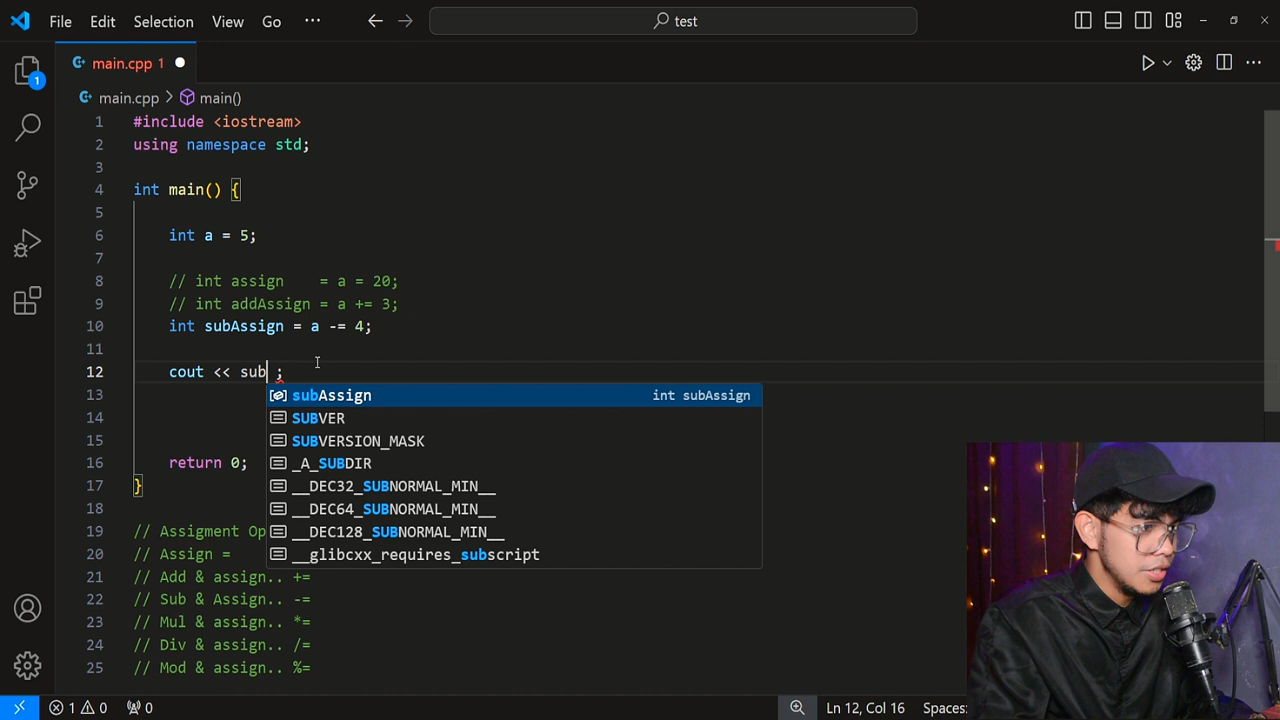 File Edit Selection View Go ··· test
main.cpp 1
main.cpp > main()
1 #include <iostream>
2 using namespace std;
3
4 int main() {
5
6 int a = 5;
7
8 // int assign    = a = 20;
9 // int addAssign = a += 3;
10 int subAssign = a -= 4;
11
12 cout << sub ;
13 subAssign int subAssign
14 SUBVER
15 SUBVERSION_MASK
16 return 0; _A_SUBDIR
17 } __DEC32_SUBNORMAL_MIN__
18 __DEC64_SUBNORMAL_MIN__
19 // Assigment Op __DEC128_SUBNORMAL_MIN__
20 // Assign = __glibcxx_requires_subscript
21 // Add & assign.. +=
22 // Sub & Assign.. -=
23 // Mul & assign.. *=
24 // Div & assign.. /=
25 // Mod & assign.. %=
1
1 0 0 Ln 12, Col 16 Spaces: